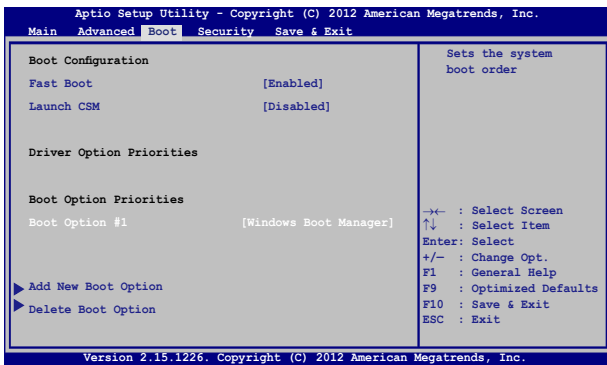 Aptio Setup Utility - Copyright (C) 2012 American Megatrends, Inc.
Main Advanced Boot Security Save & Exit
Boot Configuration
Fast Boot [Enabled]
Launch CSM [Disabled]
Driver Option Priorities
Boot Option Priorities
Boot Option #1 [Windows Boot Manager]
Add New Boot Option
Delete Boot Option
Sets the system
boot order
→← : Select Screen
↑↓ : Select Item
Enter: Select
+/— : Change Opt.
F1 : General Help
F9 : Optimized Defaults
F10 : Save & Exit
ESC : Exit
Version 2.15.1226. Copyright (C) 2012 American Megatrends, Inc.